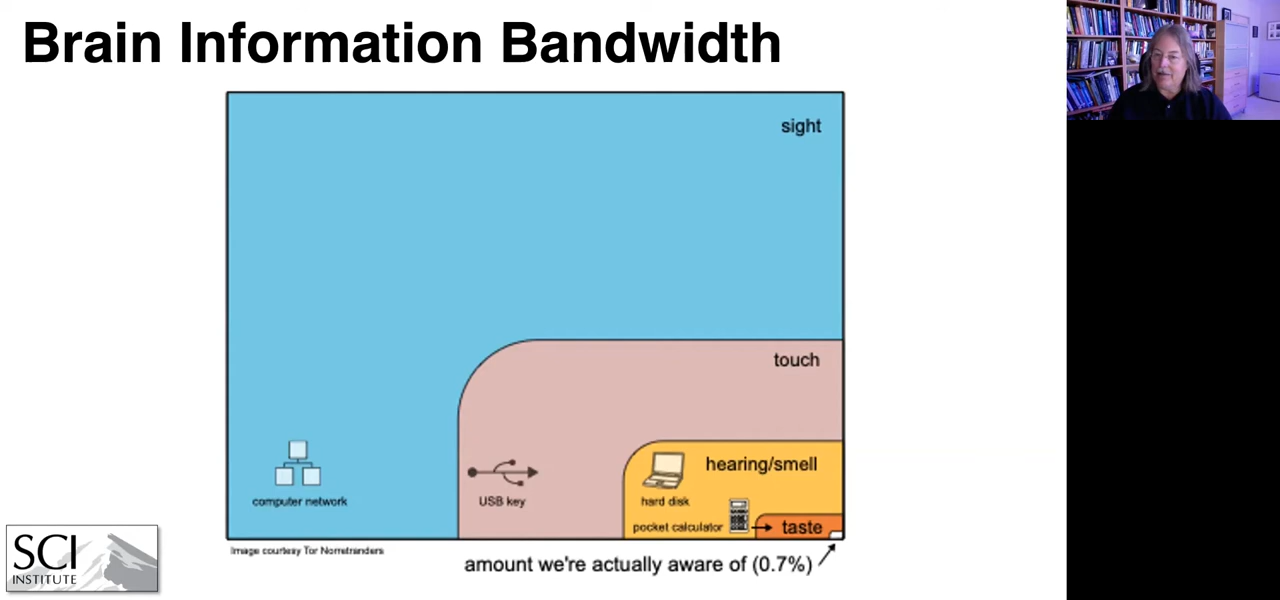 Brain Information Bandwidth
sight
touch
hearing/smell
computer network
USB key
hard disk
pocket calculator
taste
Image courtesy Tor Norretranders
amount we're actually aware of (0.7%)
SCI
INSTITUTE